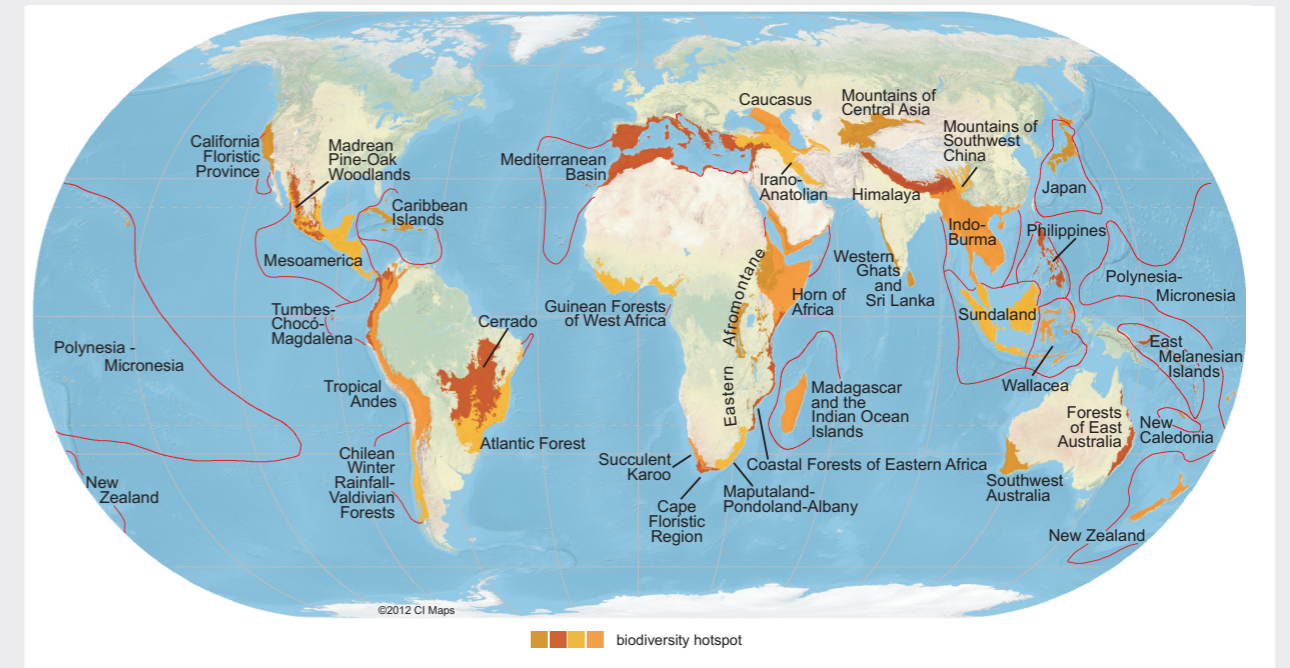 Caucasus
Mountains of
Central Asia
Mountains of
Southwest
China
California
Floristic
Province
Madrean
Pine-Oak
Woodlands
Mediterranean
Basin
Irano-
Anatolian
Himalaya
Japan
Caribbean
Islands
Indo-
Burma
Philippines
Mesoamerica
Western
Ghats
and
Sri Lanka
Polynesia-
Micronesia
Guinean Forests
of West Africa
Eastern Afromontane
Horn of
Africa
Sundaland
Tumbes-
Chocó-
Magdalena
Cerrado
Polynesia -
Micronesia
East
Melanesian
Islands
Wallacea
Tropical
Andes
Madagascar
and the
Indian Ocean
Islands
Forests
of East
Australia
New
Caledonia
Atlantic Forest
Chilean
Winter
Rainfall-
Valdivian
Forests
Succulent
Karoo
Coastal Forests of Eastern Africa
Southwest
Australia
New
Zealand
Cape
Floristic
Region
Maputaland-
Pondoland-Albany
New Zealand
©2012 CI Maps
biodiversity hotspot